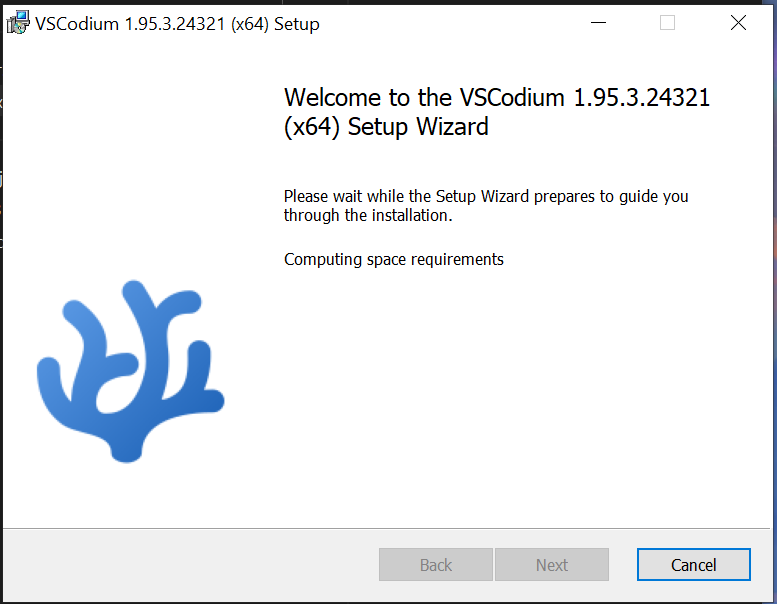 VSCodium 1.95.3.24321 (x64) Setup
Welcome to the VSCodium 1.95.3.24321
(x64) Setup Wizard
Please wait while the Setup Wizard prepares to guide you
through the installation.
Computing space requirements
Back
Next
Cancel